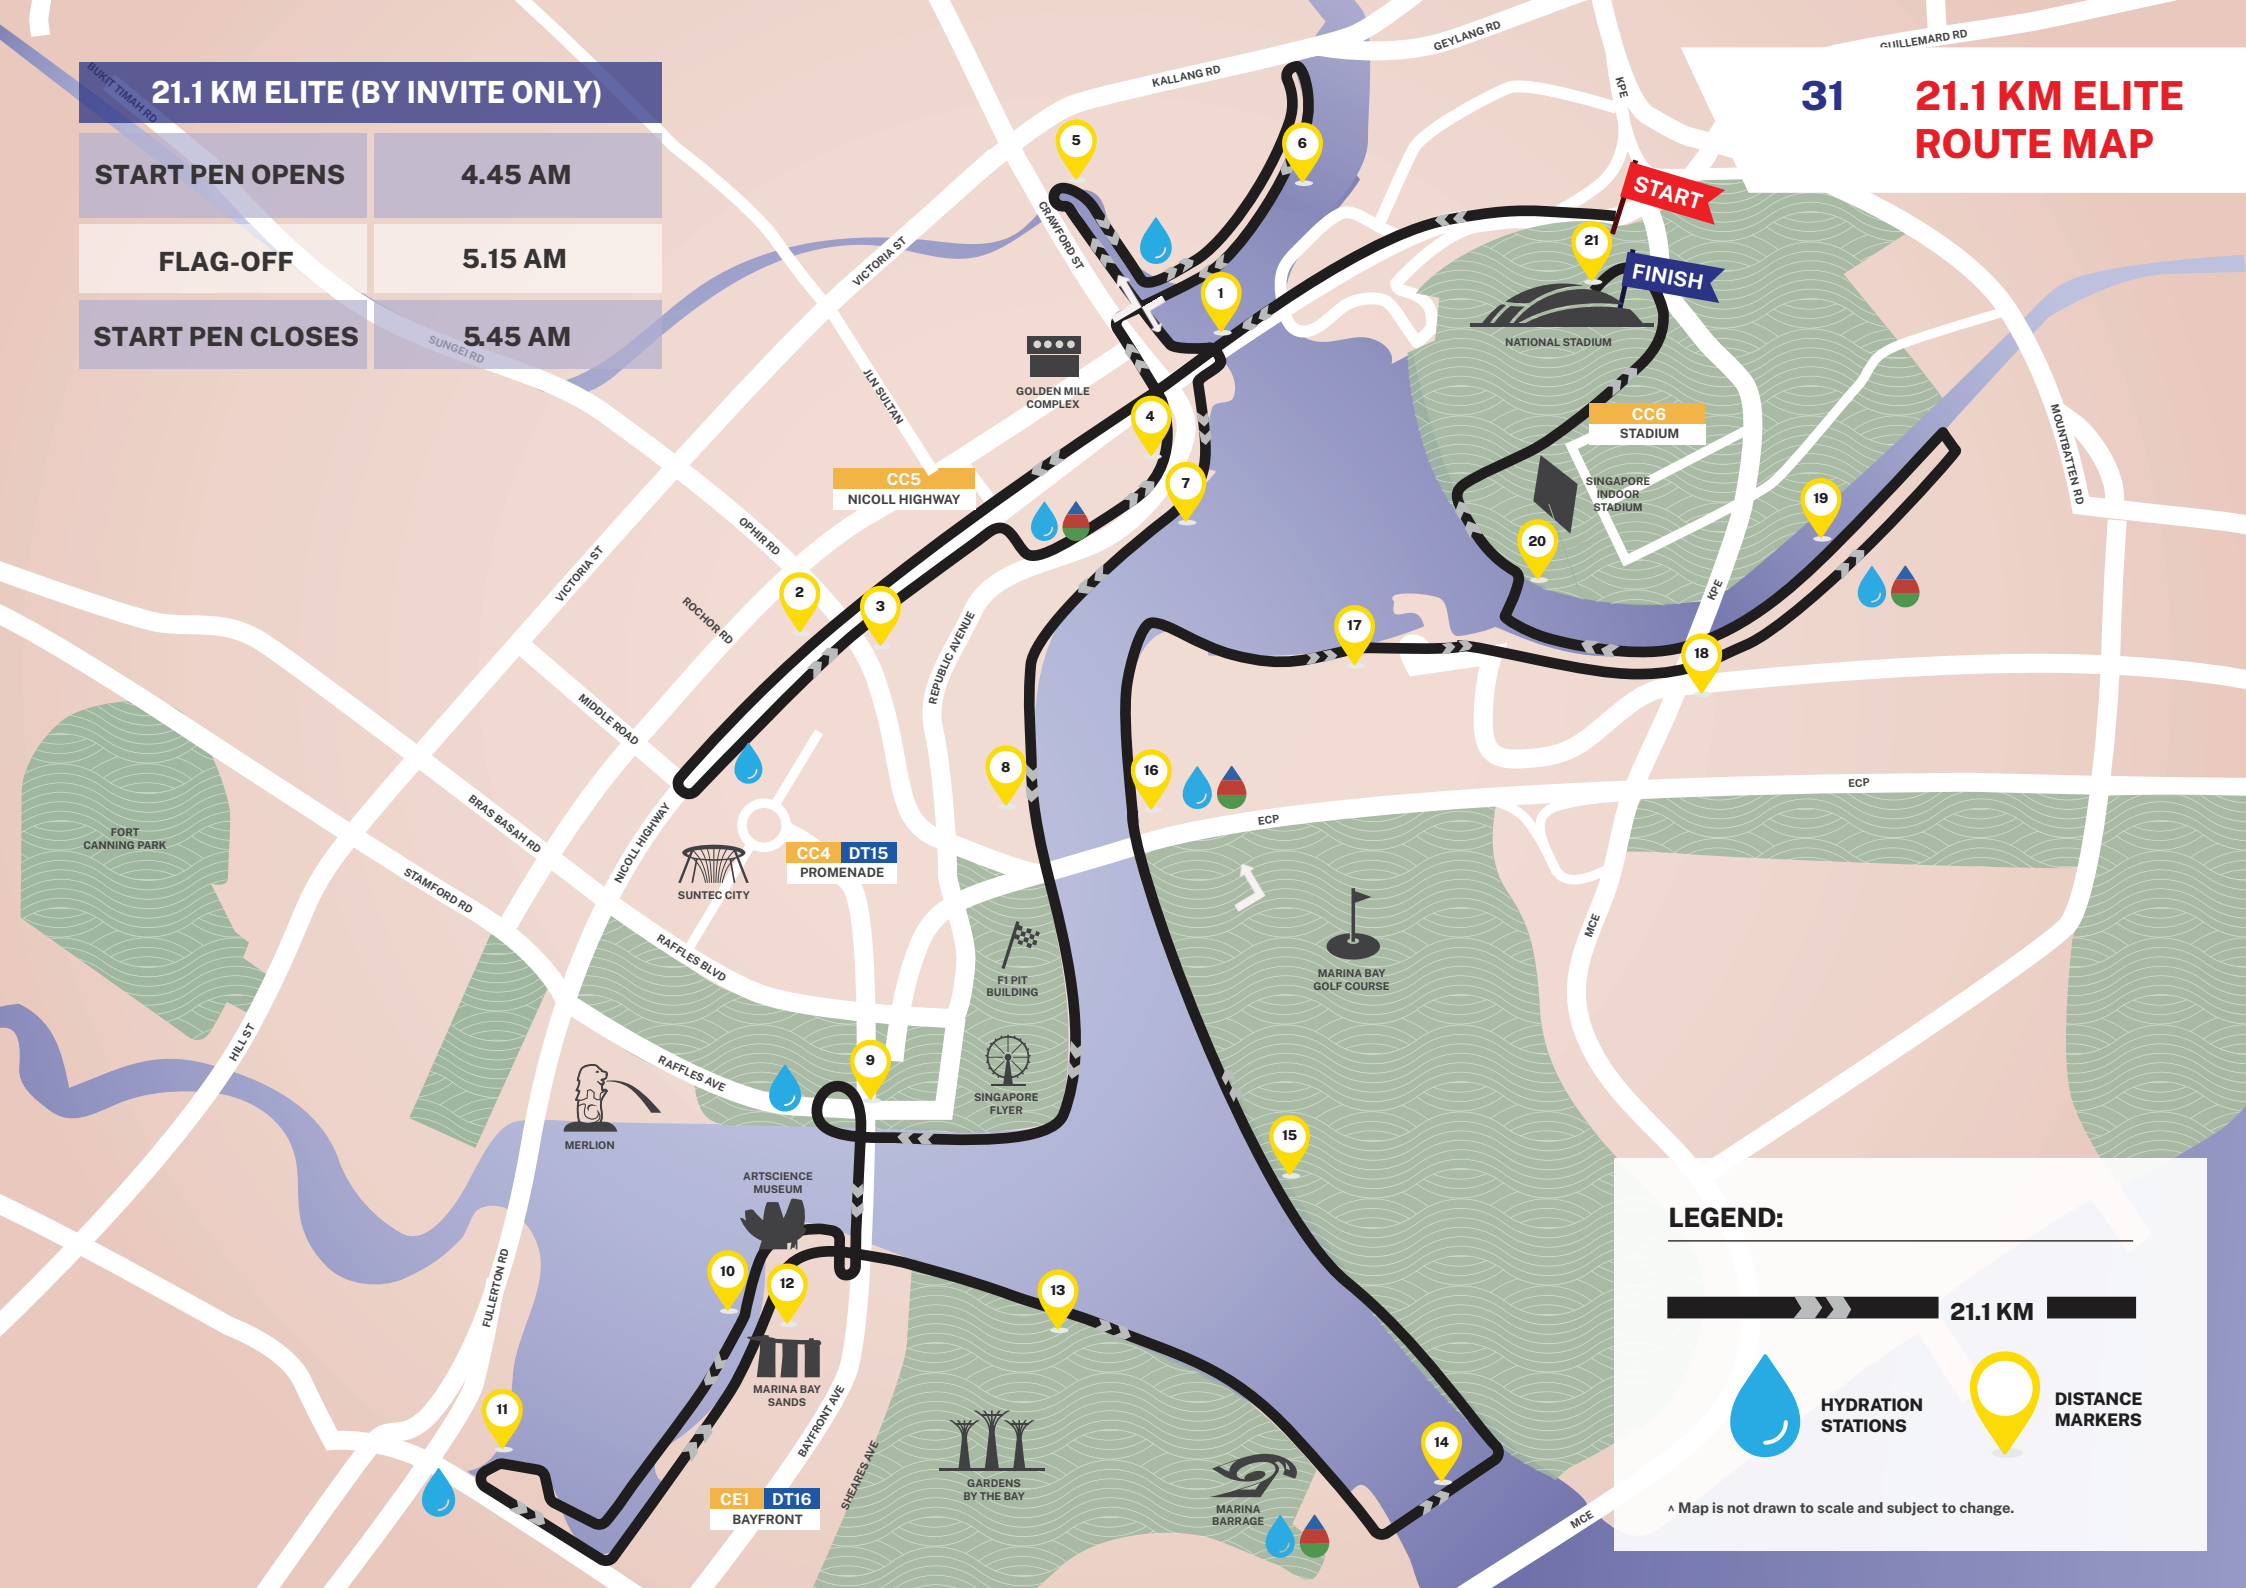 21.1 KM ELITE (BY INVITE ONLY)
START PEN OPENS
4.45 AM
FLAG-OFF
5.15 AM
START PEN CLOSES
5.45 AM
31
21.1 KM ELITE
ROUTE MAP
BUKIT TIMAH RD
SUNGEI RD
GEYLANG RD
GUILLEMARD RD
KALLANG RD
KPE
CRAWFORD ST
VICTORIA ST
JLN SULTAN
START
FINISH
5
6
1
21
NATIONAL STADIUM
GOLDEN MILE
COMPLEX
4
CC6
STADIUM
MOUNTBATTEN RD
CC5
NICOLL HIGHWAY
7
SINGAPORE
INDOOR
STADIUM
19
20
OPHIR RD
VICTORIA ST
ROCHOR RD
2
3
REPUBLIC AVENUE
KPE
17
18
MIDDLE ROAD
8
16
ECP
ECP
BRAS BASAH RD
NICOLL HIGHWAY
FORT
CANNING PARK
STAMFORD RD
SUNTEC CITY
CC4
DT15
PROMENADE
RAFFLES BLVD
F1 PIT
BUILDING
MARINA BAY
GOLF COURSE
MCE
HILL ST
RAFFLES AVE
9
SINGAPORE
FLYER
MERLION
15
ARTSCIENCE
MUSEUM
10
12
13
FULLERTON RD
MARINA BAY
SANDS
11
BAYFRONT AVE
SHEARES AVE
GARDENS
BY THE BAY
14
CE1
DT16
BAYFRONT
MARINA
BARRAGE
MCE
LEGEND:
21.1 KM
HYDRATION
STATIONS
DISTANCE
MARKERS
^ Map is not drawn to scale and subject to change.